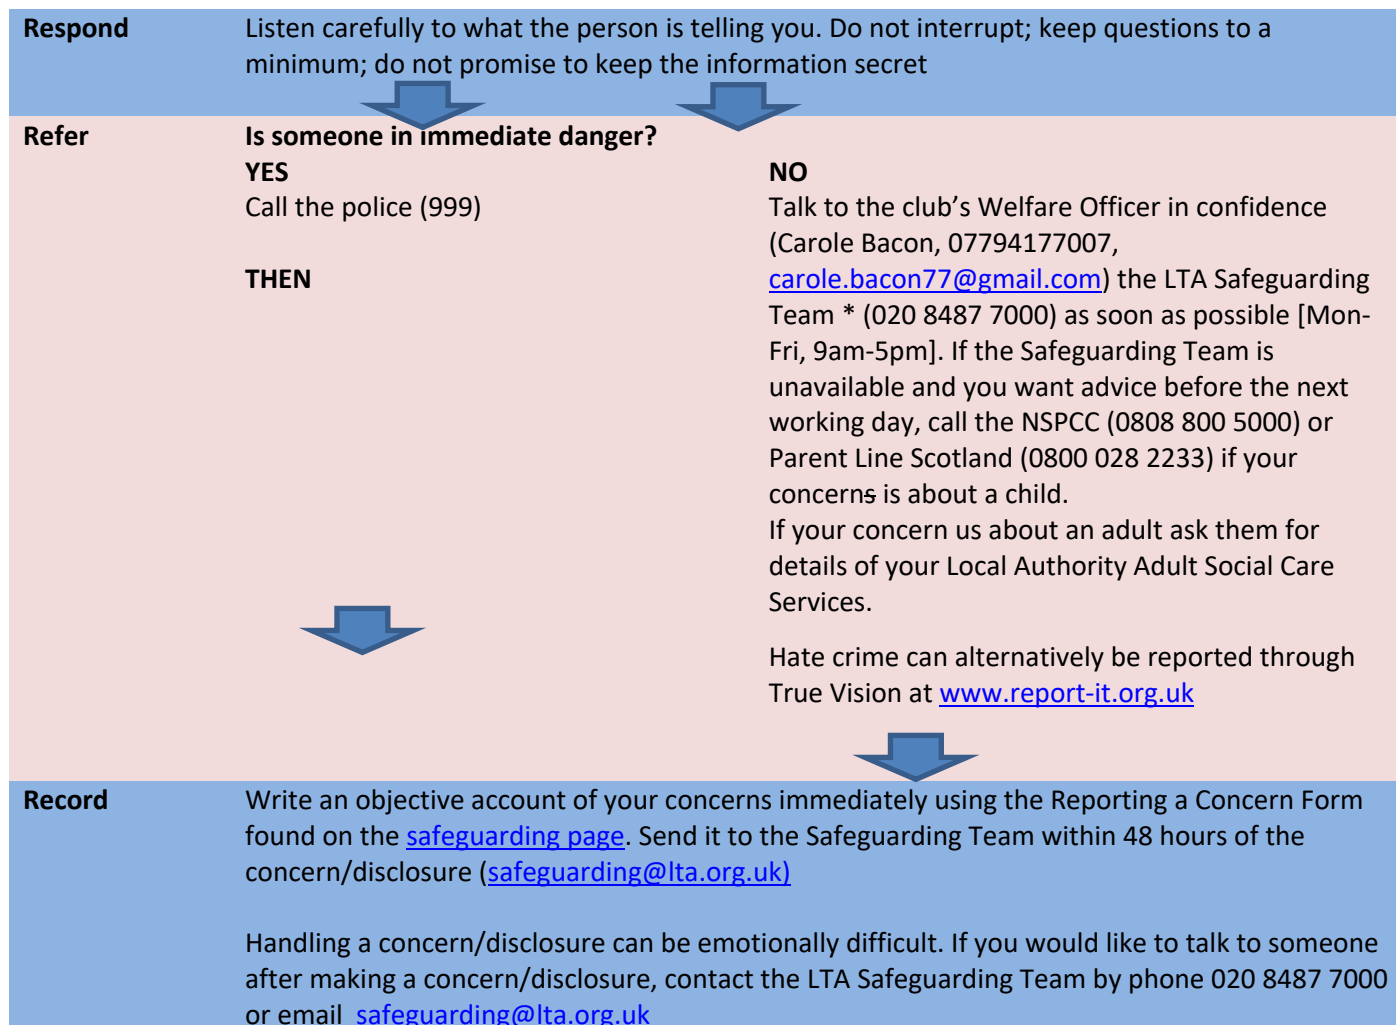 Respond
Listen carefully to what the person is telling you. Do not interrupt; keep questions to a
minimum; do not promise to keep the information secret
Refer
Is someone in immediate danger?
YES
Call the police (999)
THEN
NO
Talk to the club’s Welfare Officer in confidence
(Carole Bacon, 07794177007,
carole.bacon77@gmail.com) the LTA Safeguarding
Team * (020 8487 7000) as soon as possible [Mon-
Fri, 9am-5pm]. If the Safeguarding Team is
unavailable and you want advice before the next
working day, call the NSPCC (0808 800 5000) or
Parent Line Scotland (0800 028 2233) if your
concerns is about a child.
If your concern us about an adult ask them for
details of your Local Authority Adult Social Care
Services.
Hate crime can alternatively be reported through
True Vision at www.report-it.org.uk
Record
Write an objective account of your concerns immediately using the Reporting a Concern Form
found on the safeguarding page. Send it to the Safeguarding Team within 48 hours of the
concern/disclosure (safeguarding@lta.org.uk)
Handling a concern/disclosure can be emotionally difficult. If you would like to talk to someone
after making a concern/disclosure, contact the LTA Safeguarding Team by phone 020 8487 7000
or email safeguarding@lta.org.uk